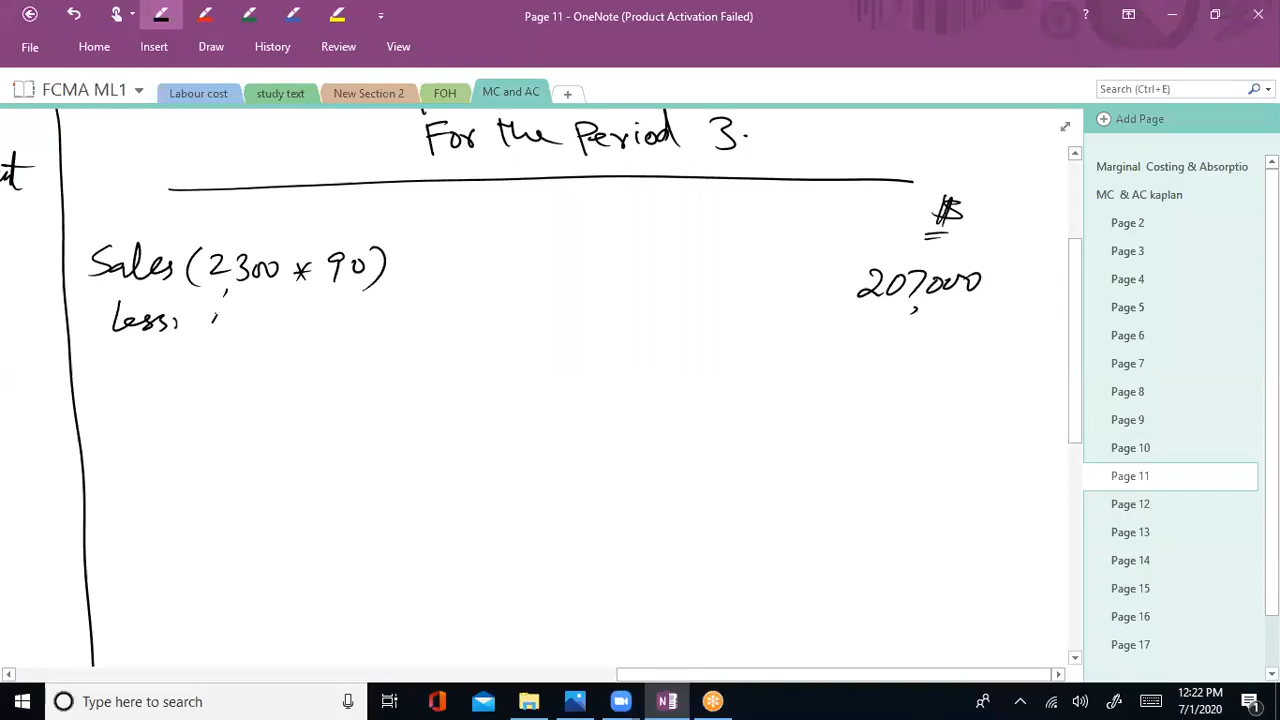 Page 11 - OneNote (Product Activation Failed)
File Home Insert Draw History Review View
FCMA ML1 Labour cost study text New Section 2 FOH MC and AC
Search (Ctrl+E)
For the Period 3.
$
Sales (2,300 * 90) 207,000
Less:
Add Page
Marginal Costing & Absorptio
MC & AC kaplan
Page 2
Page 3
Page 4
Page 5
Page 6
Page 7
Page 8
Page 9
Page 10
Page 11
Page 12
Page 13
Page 14
Page 15
Page 16
Page 17
Type here to search
12:22 PM
7/1/2020